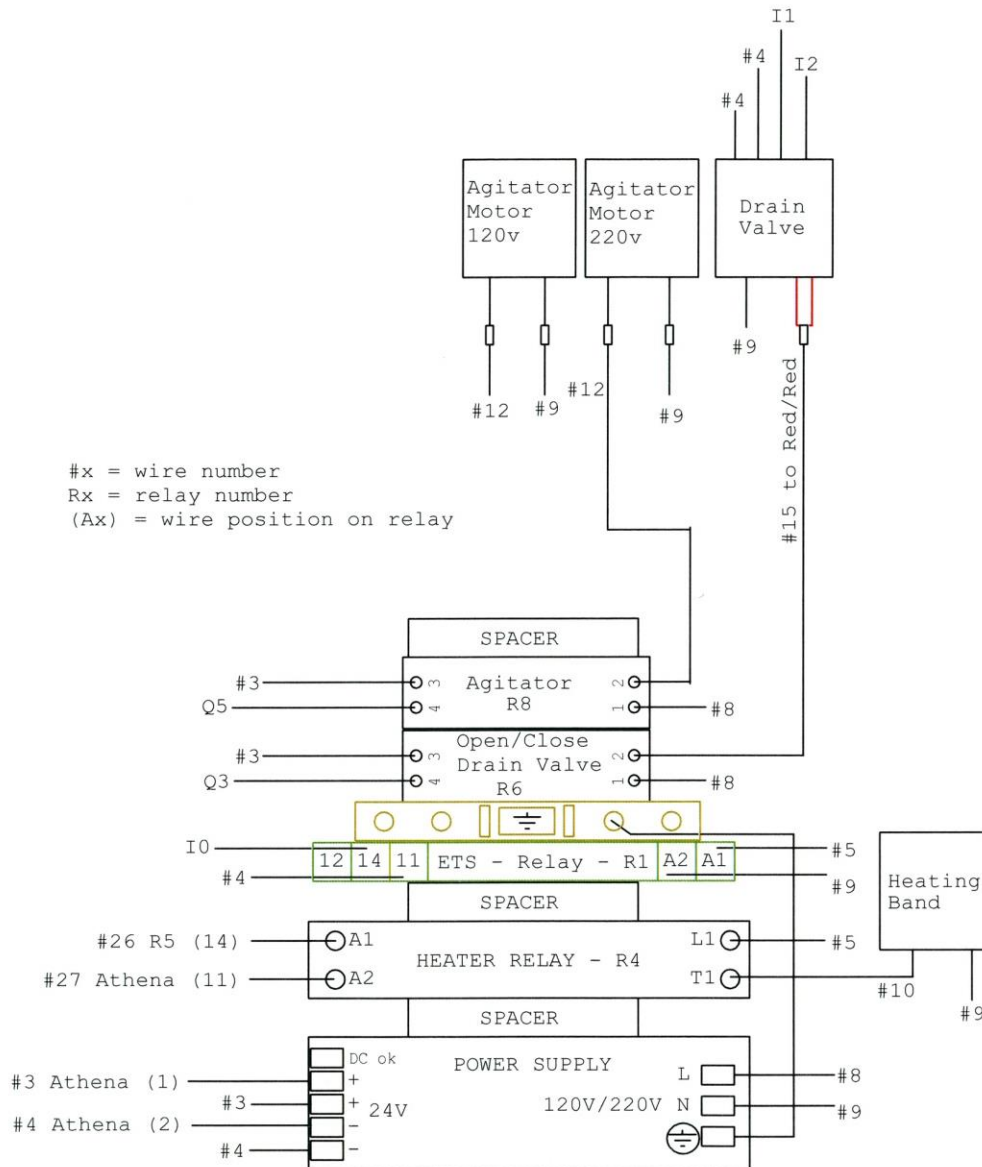 I1
#4
I2
#4
Agitator
Motor
120v
Agitator
Motor
220v
Drain
Valve
#9
#12
#9
#12
#9
#15 to Red/Red
#x = wire number
Rx = relay number
(Ax) = wire position on relay
SPACER
#3
3
Agitator
2
Q5
4
R8
1
#8
#3
3
Open/Close
Drain Valve
2
Q3
4
R6
1
#8
I0
12
14
11
ETS - Relay - R1
A2
A1
#5
#4
#9
SPACER
Heating
Band
#26 R5 (14)
A1
HEATER RELAY - R4
L1
#5
#27 Athena (11)
A2
T1
#10
#9
SPACER
DC ok
POWER SUPPLY
#3 Athena (1)
+
L
#8
#3
+
24V
120V/220V
N
#9
#4 Athena (2)
-
#4
-